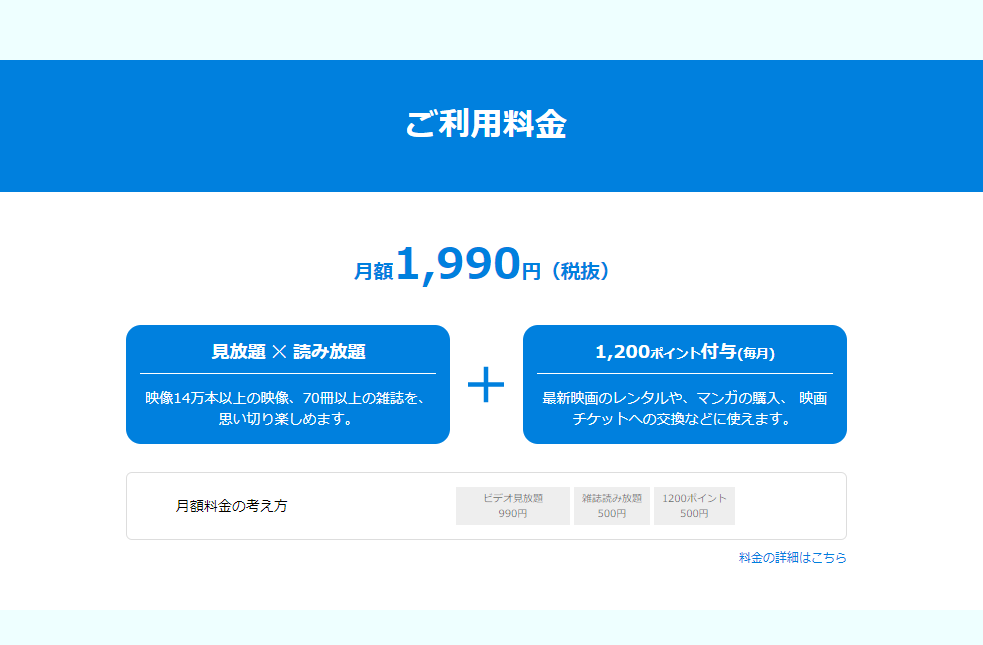 ご利用料金
月額1,990円（税抜）
見放題 × 読み放題
映像14万本以上の映像、70冊以上の雑誌を、
思い切り楽しめます。
＋
1,200ポイント付与(毎月)
最新映画のレンタルや、マンガの購入、 映画
チケットへの交換などに使えます。
月額料金の考え方
ビデオ見放題
990円
雑誌読み放題
500円
1200ポイント
500円
料金の詳細はこちら